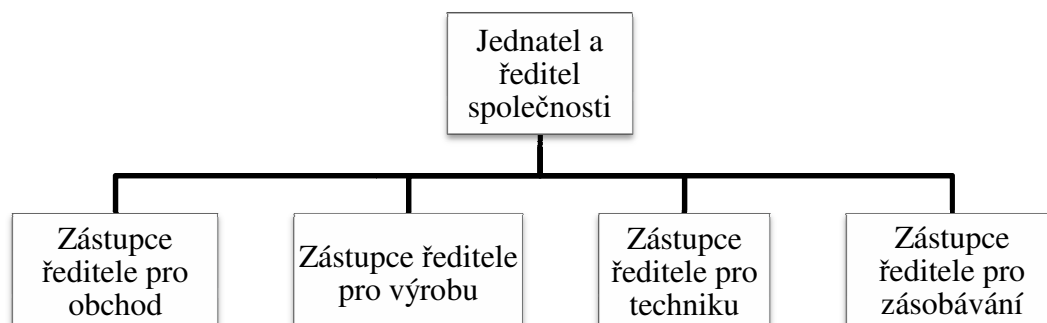 Jednatel a
ředitel
společnosti
Zástupce
ředitele pro
obchod
Zástupce ředitele
pro výrobu
Zástupce
ředitele pro
techniku
Zástupce
ředitele pro
zásobávání